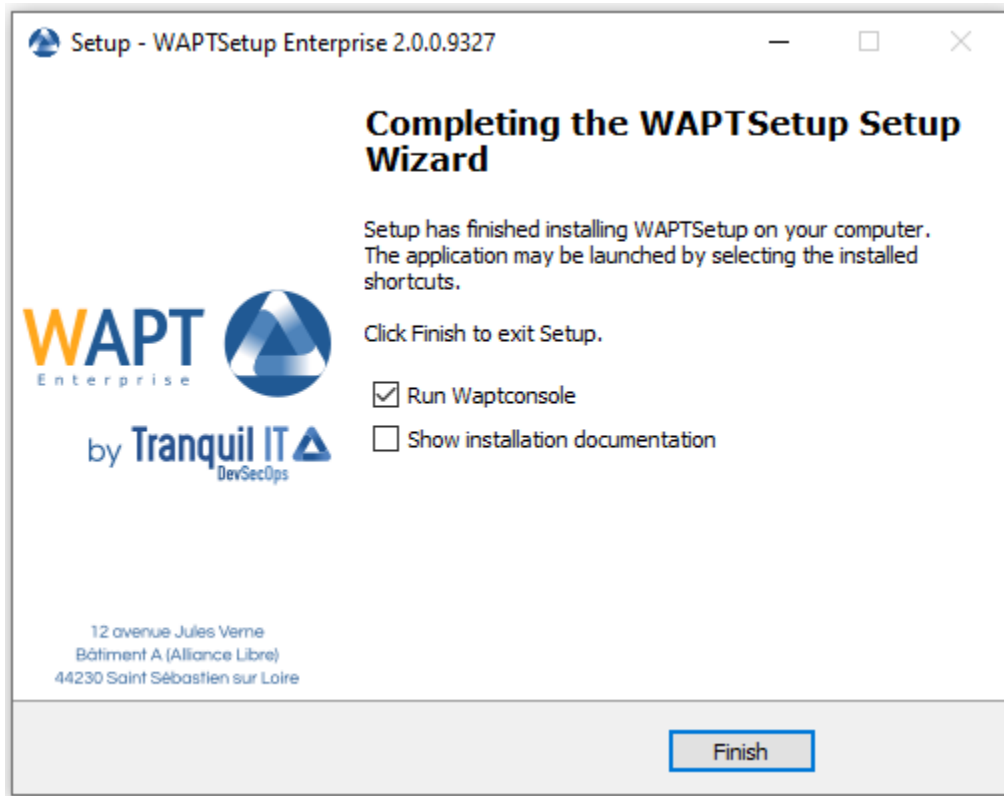 Setup - WAPTSetup Enterprise 2.0.0.9327
Completing the WAPTSetup Setup
Wizard
Setup has finished installing WAPTSetup on your computer.
The application may be launched by selecting the installed
shortcuts.
Click Finish to exit Setup.
Run Waptconsole
Show installation documentation
WAPT
Enterprise
by Tranquil IT
DevSecOps
12 avenue Jules Verne
Bâtiment A (Alliance Libre)
44230 Saint Sébastien sur Loire
Finish